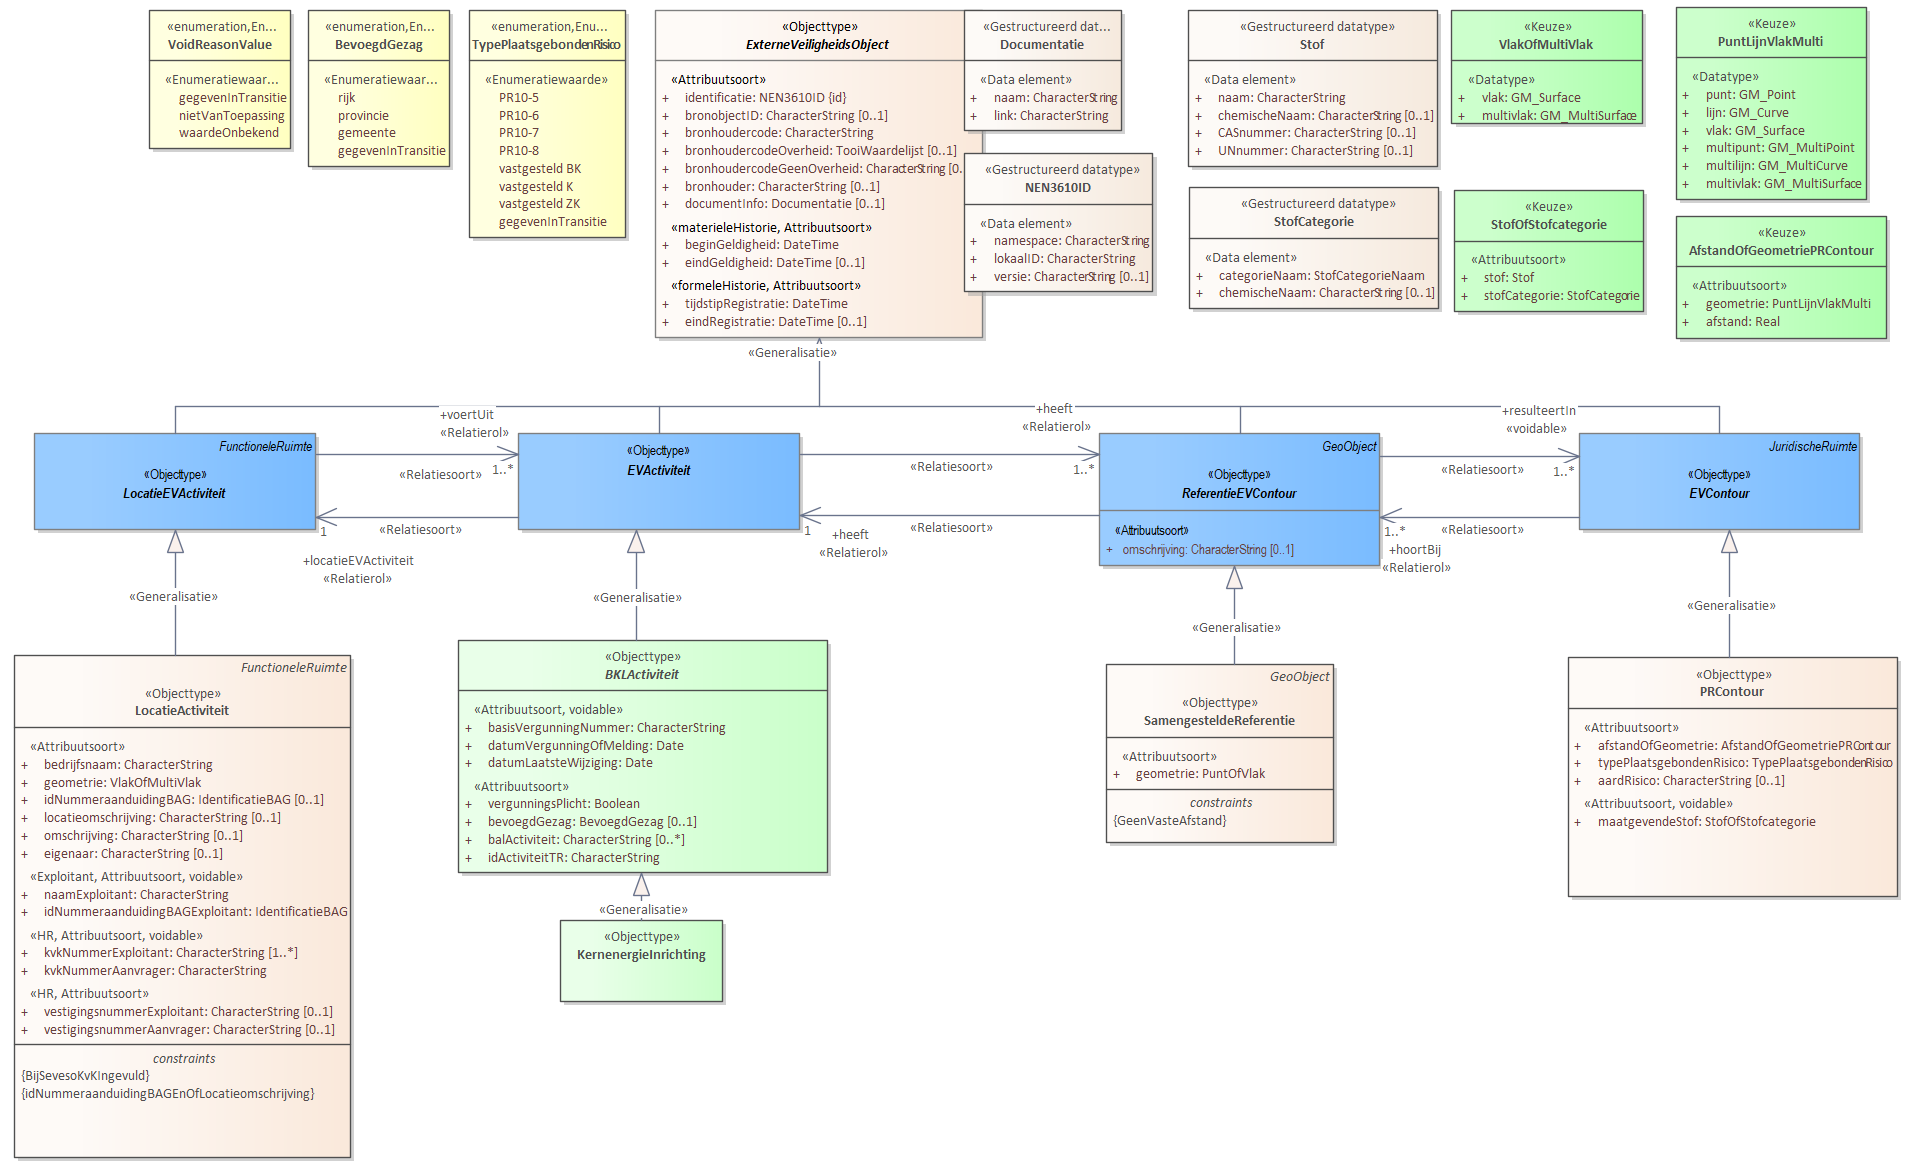 «enumeration,En...
VoidReasonValue
«Enumeratiewaar...
gegevenInTransitie
nietVanToepassing
waardeOnbekend
«enumeration,Enu...
BevoegdGezag
«Enumeratiewaar...
rijk
provincie
gemeente
gegevenInTransitie
«enumeration,Enu...
TypePlaatsgebondenRisico
«Enumeratiewaarde»
PR10-5
PR10-6
PR10-7
PR10-8
vastgesteld BK
vastgesteld K
vastgesteld ZK
gegevenInTransitie
«Objecttype»
ExterneVeiligheidsObject
«Attribuutsoort»
+ identificatie: NEN3610ID {id}
+ bronobjectID: CharacterString [0..1]
+ bronhoudercode: CharacterString
+ bronhoudercodeOverheid: TooiWaardelijst [0..1]
+ bronhoudercodeGeenOverheid: CharacterString [0..
+ bronhouder: CharacterString [0..1]
+ documentInfo: Documentatie [0..1]
«materieleHistorie, Attribuutsoort»
+ beginGeldigheid: DateTime
+ eindGeldigheid: DateTime [0..1]
«formeleHistorie, Attribuutsoort»
+ tijdstipRegistratie: DateTime
+ eindRegistratie: DateTime [0..1]
«Gestructureerd dat...
Documentatie
«Data element»
+ naam: CharacterString
+ link: CharacterString
«Gestructureerd datatype»
NEN3610ID
«Data element»
+ namespace: CharacterString
+ lokaalID: CharacterString
+ versie: CharacterString [0..1]
«Gestructureerd datatype»
Stof
«Data element»
+ naam: CharacterString
+ chemischeNaam: CharacterString [0..1]
+ CASnummer: CharacterString [0..1]
+ UNnummer: CharacterString [0..1]
«Gestructureerd datatype»
StofCategorie
«Data element»
+ categorieNaam: StofCategorieNaam
+ chemischeNaam: CharacterString [0..1]
«Keuze»
VlakOfMultiVlak
«Datatype»
+ vlak: GM_Surface
+ multivlak: GM_MultiSurface
«Keuze»
StofOfStofcategorie
«Attribuutsoort»
+ stof: Stof
+ stofCategorie: StofCategorie
«Keuze»
PuntLijnVlakMulti
«Datatype»
+ punt: GM_Point
+ lijn: GM_Curve
+ vlak: GM_Surface
+ multipunt: GM_MultiPoint
+ multilijn: GM_MultiCurve
+ multivlak: GM_MultiSurface
«Keuze»
AfstandOfGeometriePRContour
«Attribuutsoort»
+ geometrie: PuntLijnVlakMulti
+ afstand: Real
«Generalisatie»
+voertUit
«Relatierol»
+heeft
«Relatierol»
+resulteertIn
«voidable»
FunctioneleRuimte
«Objecttype»
LocatieEVActiviteit
«Relatiesoort»
1..*
«Objecttype»
EVActiviteit
«Relatiesoort»
1..*
GeoObject
«Objecttype»
ReferentieEVContour
«Attribuutsoort»
+ omschrijving: CharacterString [0..1]
«Relatiesoort»
1..*
JuridischeRuimte
«Objecttype»
EVContour
1
«Relatiesoort»
+locatieEVActiviteit
«Relatierol»
1
«Relatiesoort»
+heeft
«Relatierol»
1..*
«Relatiesoort»
+hoortBij
«Relatierol»
«Generalisatie»
«Generalisatie»
«Generalisatie»
«Generalisatie»
FunctioneleRuimte
«Objecttype»
LocatieActiviteit
«Attribuutsoort»
+ bedrijfsnaam: CharacterString
+ geometrie: VlakOfMultiVlak
+ idNummeraanduidingBAG: IdentificatieBAG [0..1]
+ locatieomschrijving: CharacterString [0..1]
+ omschrijving: CharacterString [0..1]
+ eigenaar: CharacterString [0..1]
«Exploitant, Attribuutsoort, voidable»
+ naamExploitant: CharacterString
+ idNummeraanduidingBAGExploitant: IdentificatieBAG
«HR, Attribuutsoort, voidable»
+ kvkNummerExploitant: CharacterString [1..*]
+ kvkNummerAanvrager: CharacterString
«HR, Attribuutsoort»
+ vestigingsnummerExploitant: CharacterString [0..1]
+ vestigingsnummerAanvrager: CharacterString [0..1]
constraints
{BijSevesoKvKIngevuld}
{idNummeraanduidingBAGEnOfLocatieomschrijving}
«Objecttype»
BKLActiviteit
«Attribuutsoort, voidable»
+ basisVergunningNummer: CharacterString
+ datumVergunningOfMelding: Date
+ datumLaatsteWijziging: Date
«Attribuutsoort»
+ vergunningsPlicht: Boolean
+ bevoegdGezag: BevoegdGezag [0..1]
+ balActiviteit: CharacterString [0..*]
+ idActiviteitTR: CharacterString
«Generalisatie»
«Objecttype»
KernenergieInrichting
GeoObject
«Objecttype»
SamengesteldeReferentie
«Attribuutsoort»
+ geometrie: PuntOfVlak
constraints
{GeenVasteAfstand}
«Objecttype»
PRContour
«Attribuutsoort»
+ afstandOfGeometrie: AfstandOfGeometriePRContour
+ typePlaatsgebondenRisico: TypePlaatsgebondenRisico
+ aardRisico: CharacterString [0..1]
«Attribuutsoort, voidable»
+ maatgevendeStof: StofOfStofcategorie